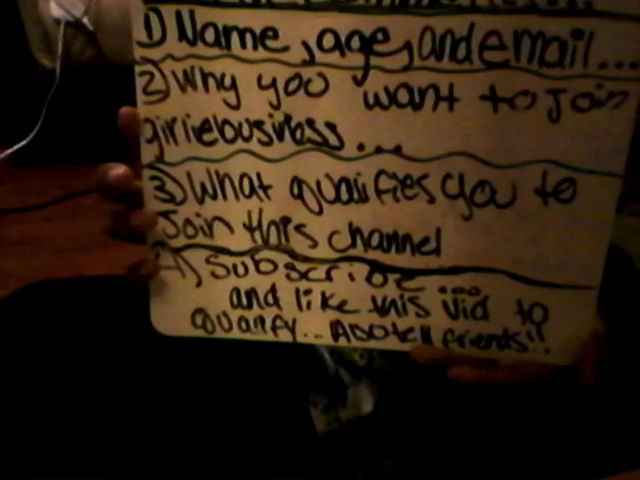 1) Name, age, and email...
2) Why you want to join
girliebusiness...
3) What qualifies you to
Join this channel
4) Subscribe...
and like this vid to
Qualify... Also tell friends!!